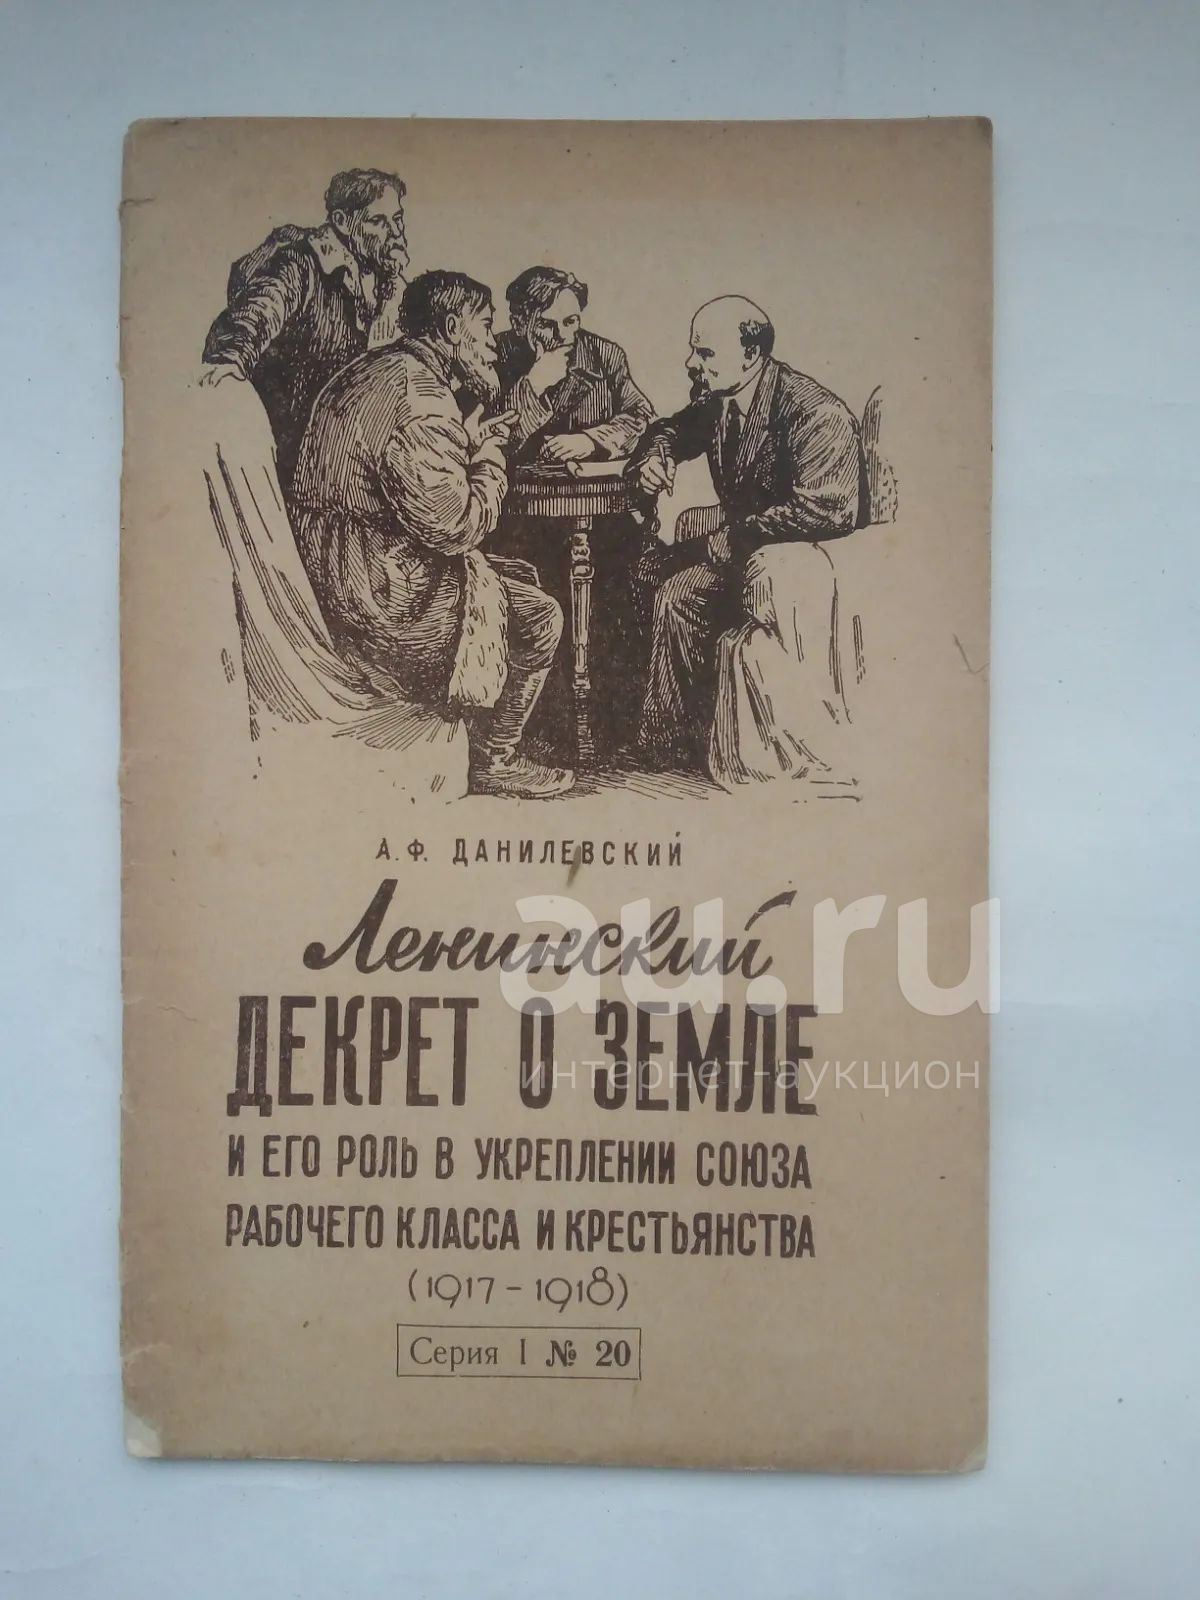 А.Ф. ДАНИЛЕВСКИЙ
Ленинский
ДЕКРЕТ О ЗЕМЛЕ
И ЕГО РОЛЬ В УКРЕПЛЕНИИ СОЮЗА
РАБОЧЕГО КЛАССА И КРЕСТЬЯНСТВА
(1917-1918)
Серия I № 20
au.ru
интернет-аукцион